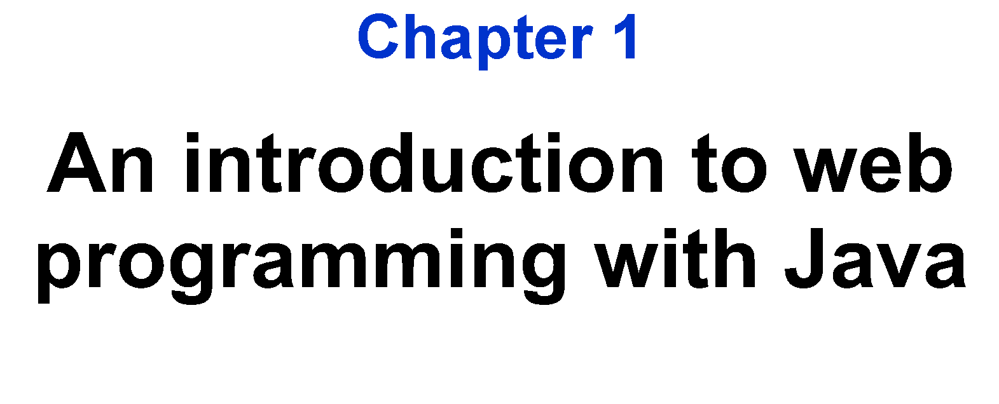 Chapter 1
An introduction to web
programming with Java